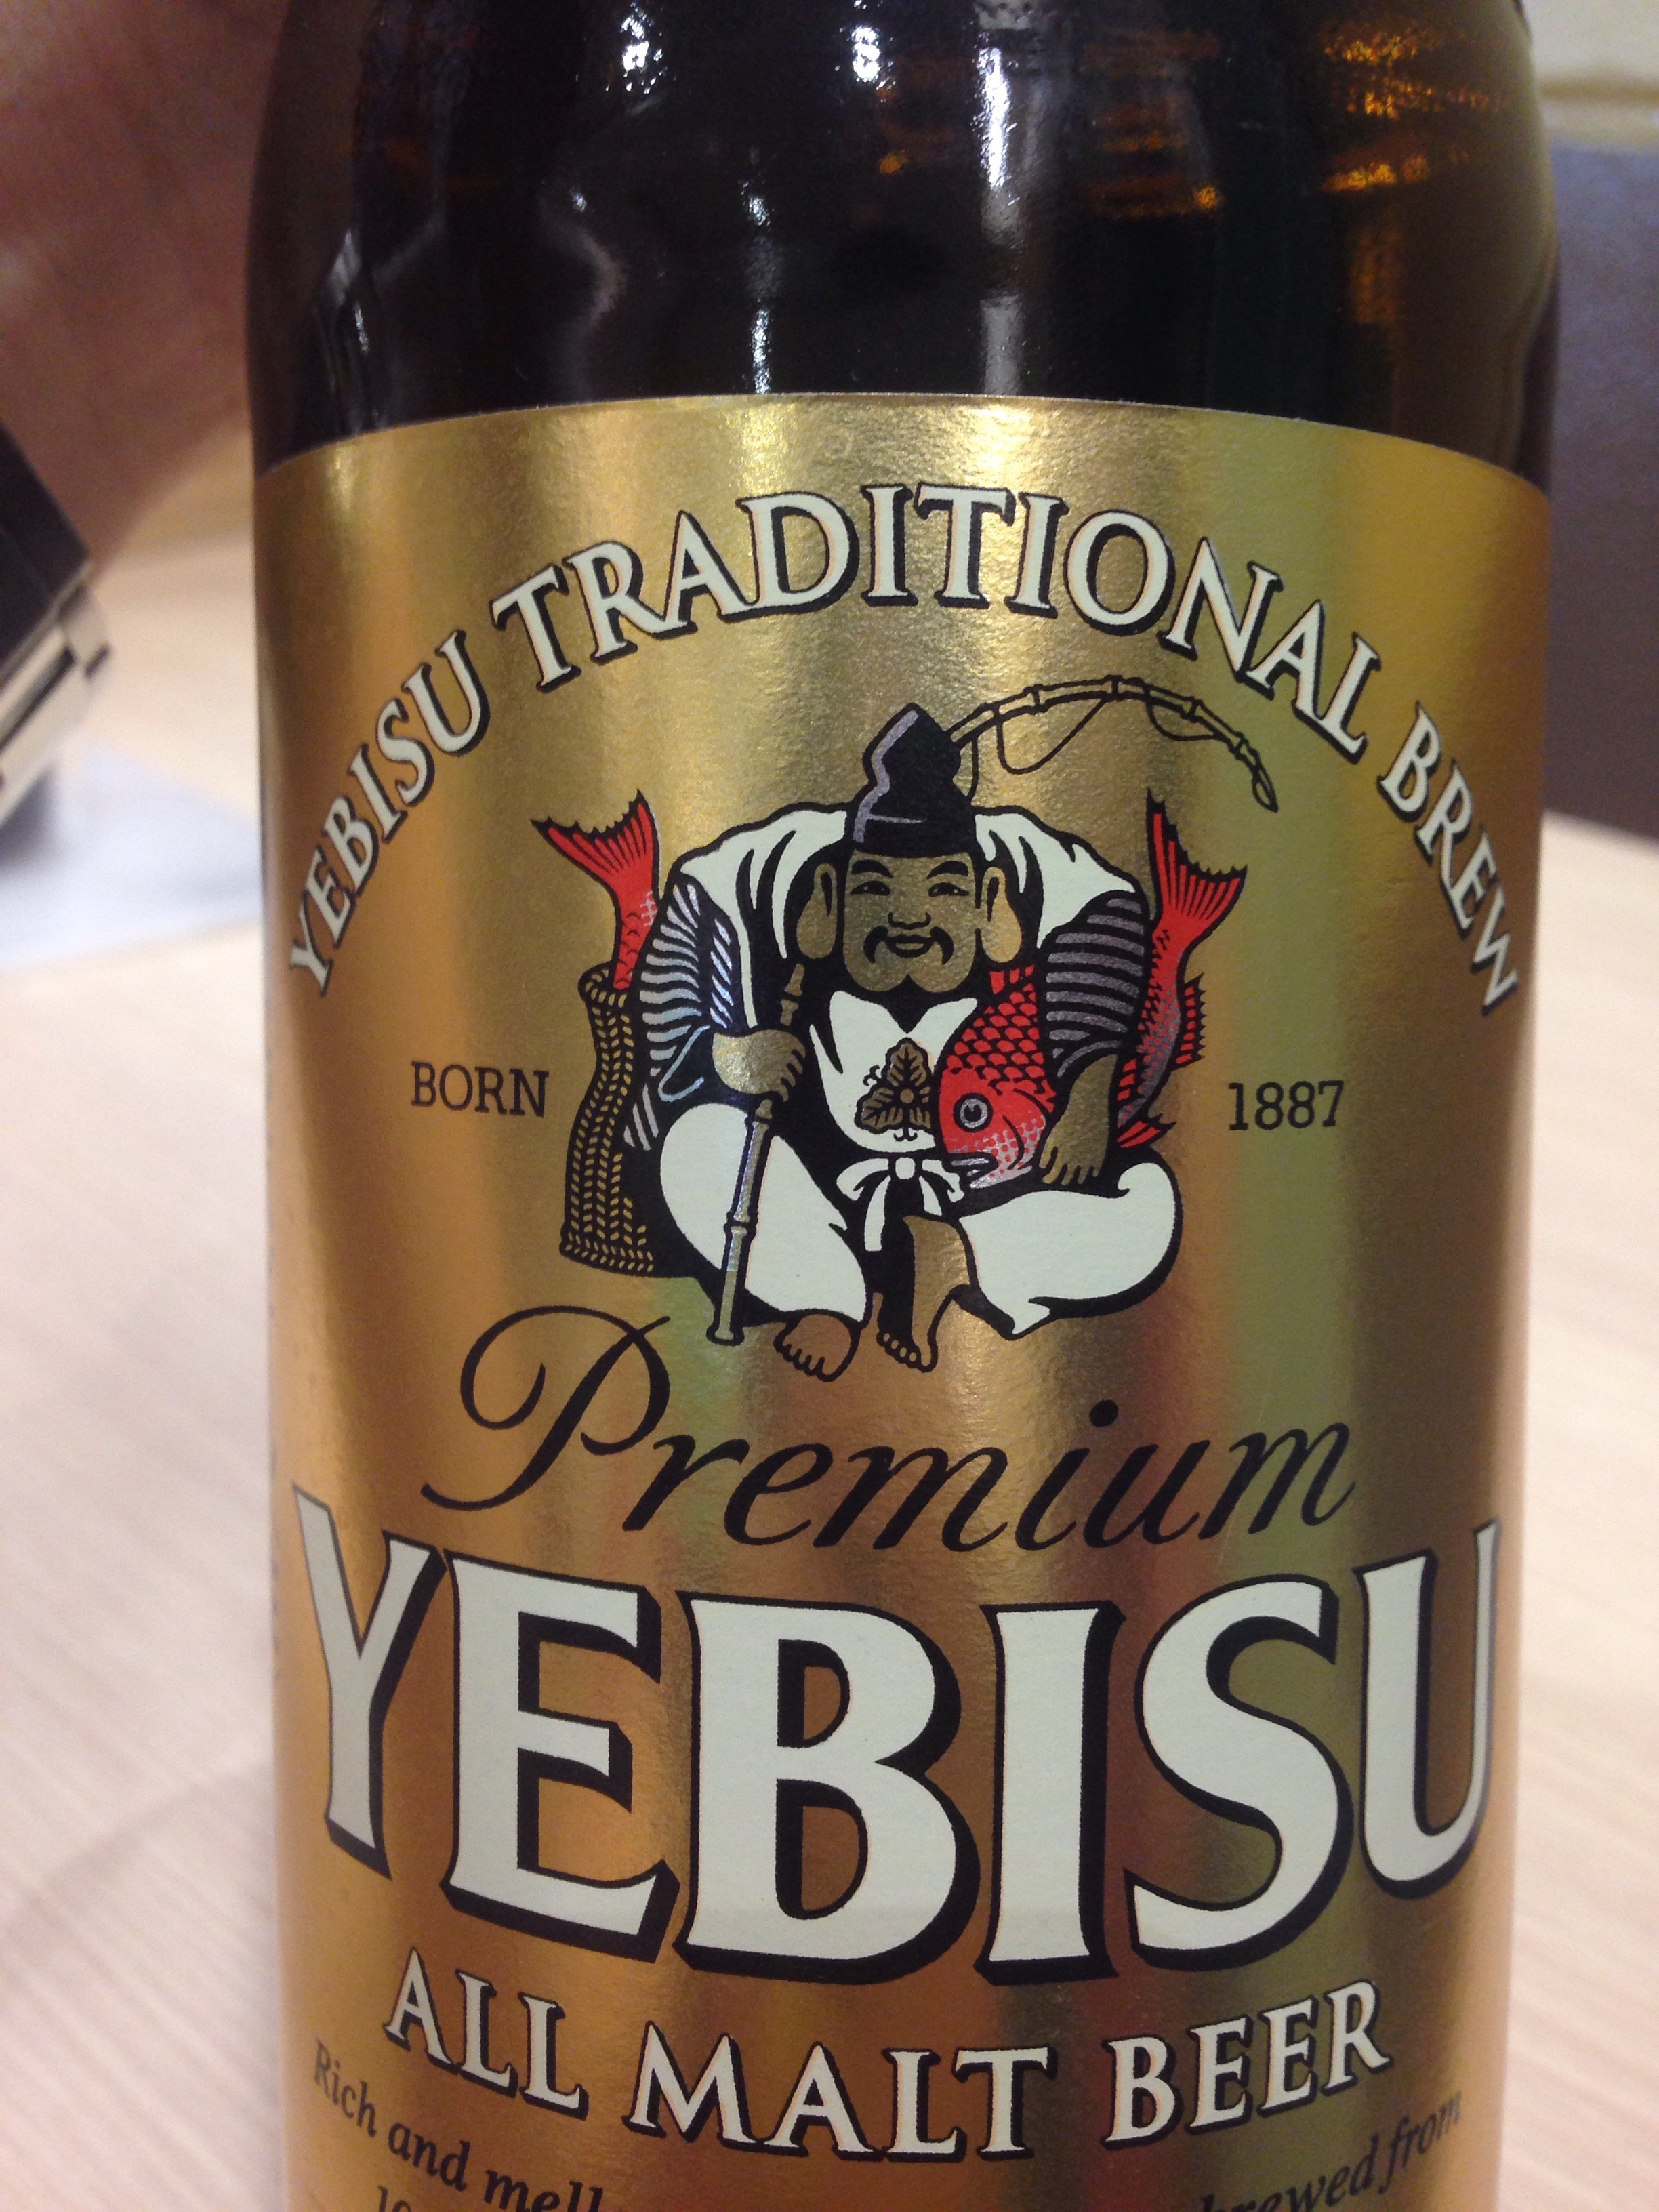 YEBISU TRADITIONAL BREW
BORN 1887
Premium
YEBISU
ALL MALT BEER
Rich and brewed from